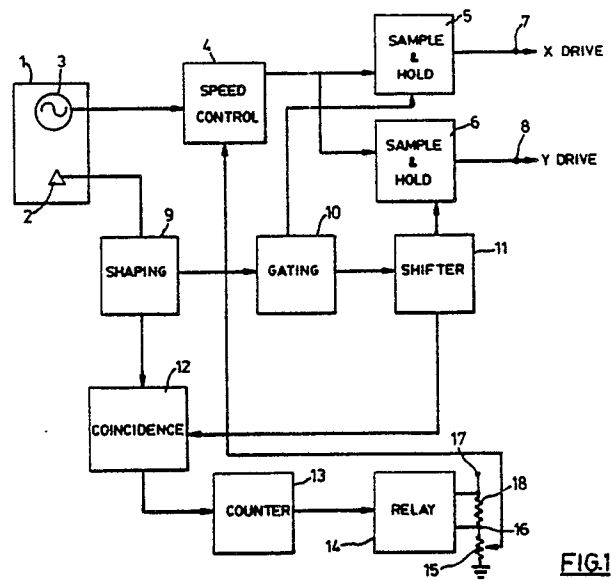 1
3
2
4
SPEED
CONTROL
5
SAMPLE
&
HOLD
7
X DRIVE
6
SAMPLE
&
HOLD
8
Y DRIVE
9
SHAPING
10
GATING
11
SHIFTER
12
COINCIDENCE
13
COUNTER
RELAY
14
17
18
16
15
FIG.1